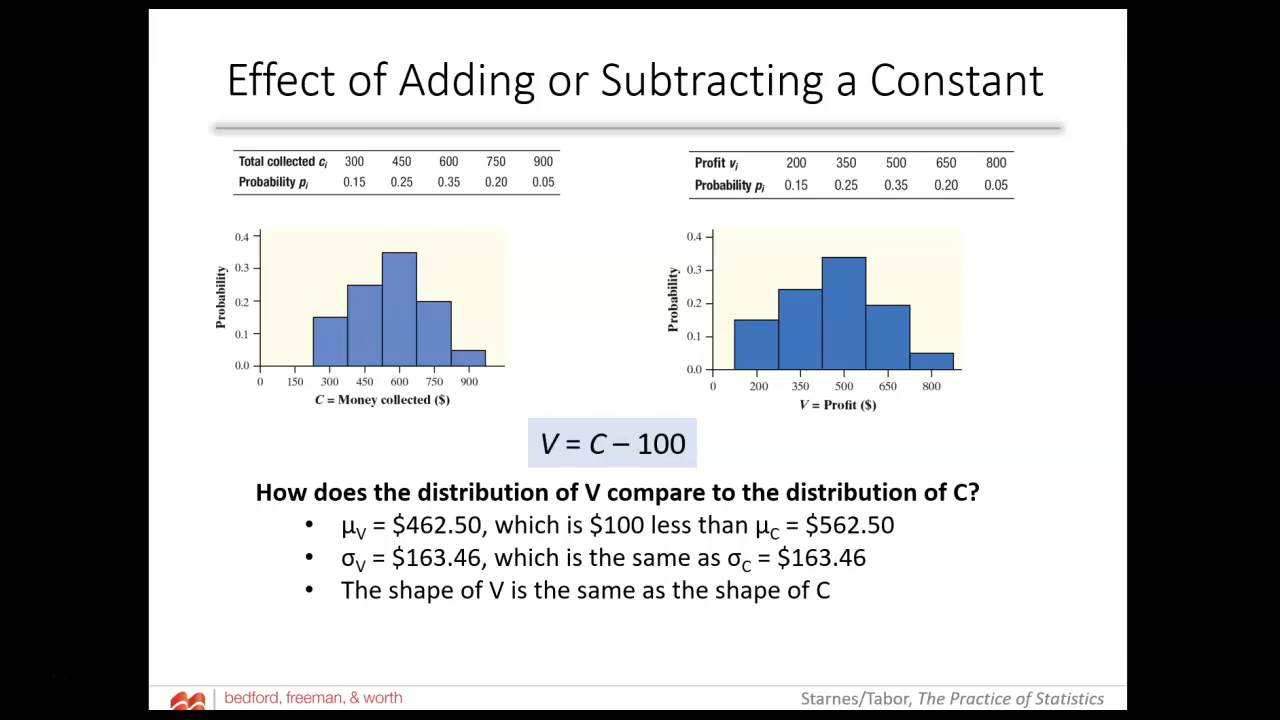 Effect of Adding or Subtracting a Constant
Total collected cᵢ 300 450 600 750 900
Probability pᵢ 0.15 0.25 0.35 0.20 0.05
Profit vᵢ 200 350 500 650 800
Probability pᵢ 0.15 0.25 0.35 0.20 0.05
Probability
0.4
0.3
0.2
0.1
0.0
0 150 300 450 600 750 900
C = Money collected ($)
Probability
0.4
0.3
0.2
0.1
0.0
0 200 350 500 650 800
V = Profit ($)
V = C – 100
How does the distribution of V compare to the distribution of C?
• μV = $462.50, which is $100 less than μC = $562.50
• σV = $163.46, which is the same as σC = $163.46
• The shape of V is the same as the shape of C
bedford, freeman, & worth
Starnes/Tabor, The Practice of Statistics